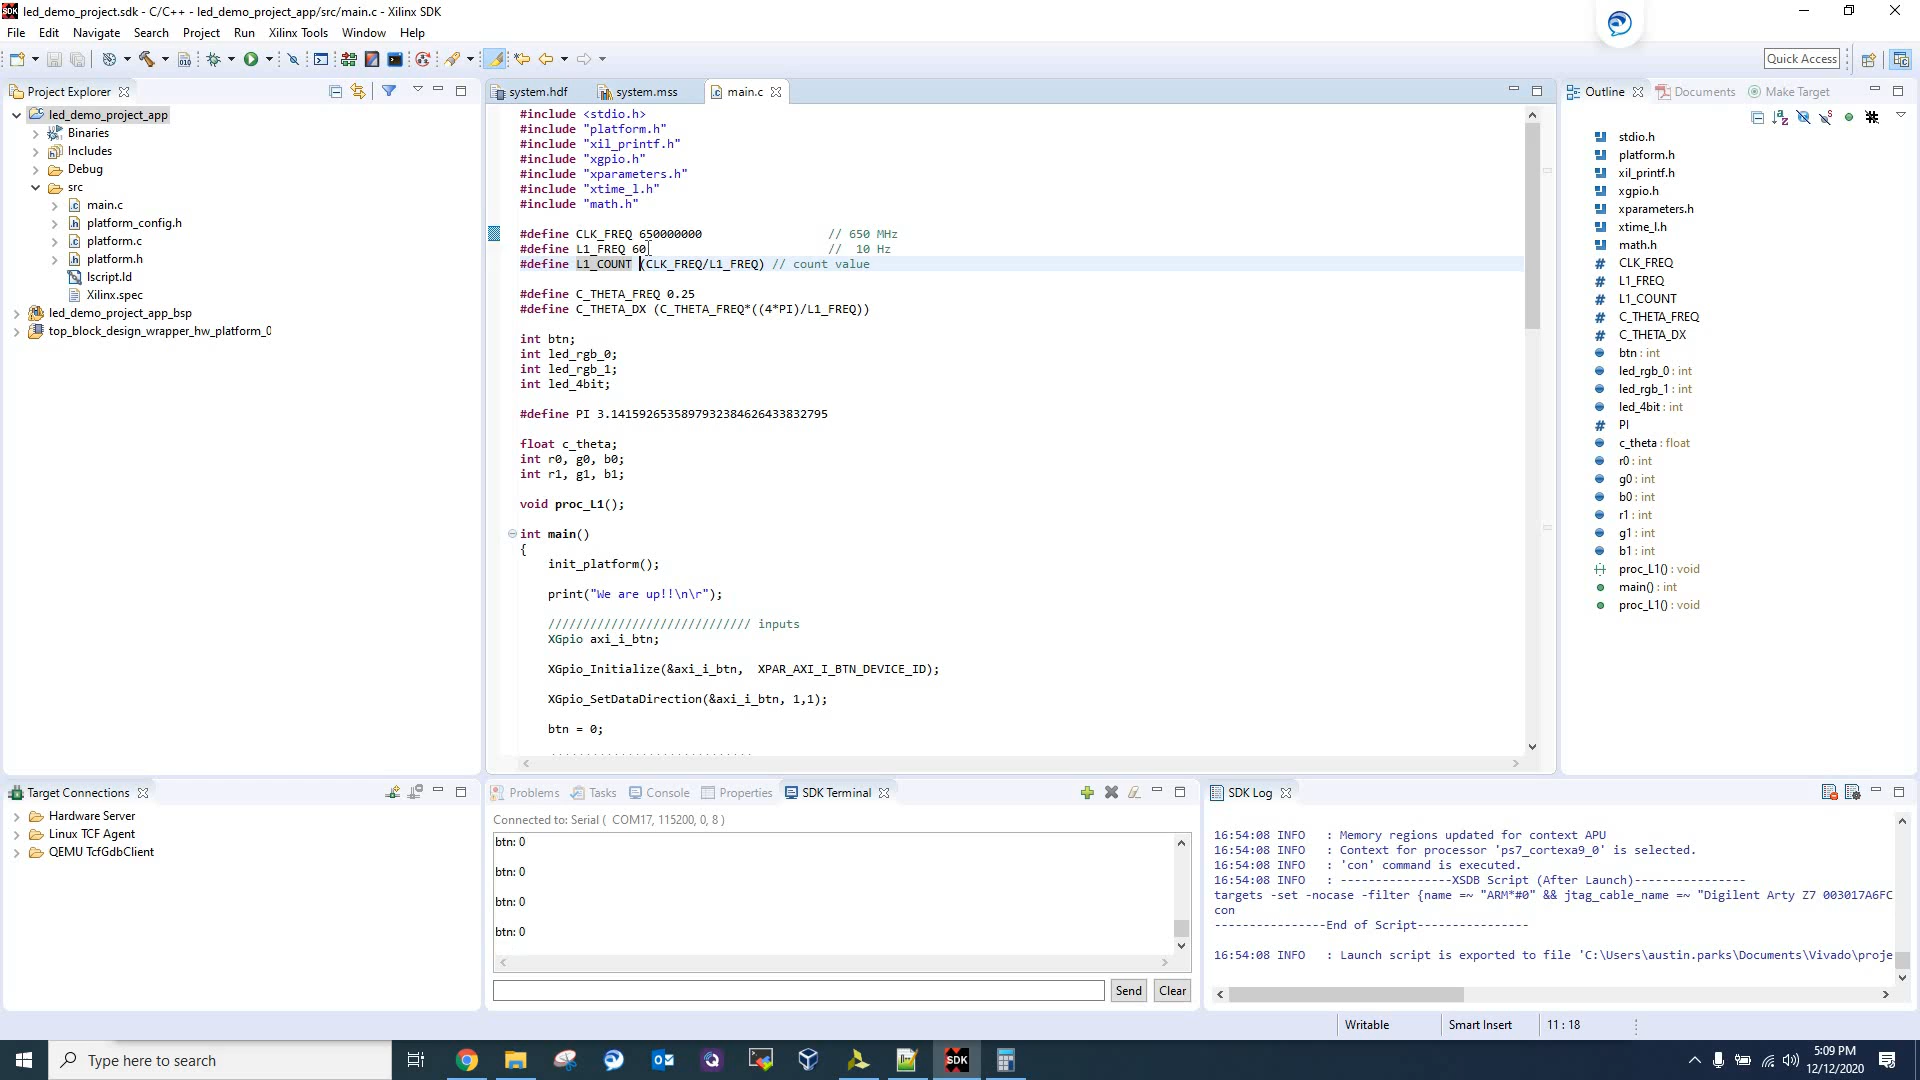 led_demo_project.sdk - C/C++ - led_demo_project_app/src/main.c - Xilinx SDK
File Edit Navigate Search Project Run Xilinx Tools Window Help
Quick Access
Project Explorer
led_demo_project_app
Binaries
Includes
Debug
src
main.c
platform_config.h
platform.c
platform.h
lscript.ld
Xilinx.spec
led_demo_project_app_bsp
top_block_design_wrapper_hw_platform_0
system.hdf system.mss main.c
#include <stdio.h>
#include "platform.h"
#include "xil_printf.h"
#include "xgpio.h"
#include "xparameters.h"
#include "xtime_l.h"
#include "math.h"
#define CLK_FREQ 650000000 // 650 MHz
#define L1_FREQ 60 // 10 Hz
#define L1_COUNT (CLK_FREQ/L1_FREQ) // count value
#define C_THETA_FREQ 0.25
#define C_THETA_DX (C_THETA_FREQ*((4*PI)/L1_FREQ))
int btn;
int led_rgb_0;
int led_rgb_1;
int led_4bit;
#define PI 3.1415926535897932384626433832795
float c_theta;
int r0, g0, b0;
int r1, g1, b1;
void proc_L1();
int main()
{
init_platform();
print("We are up!!\n\r");
///////////////////////////// inputs
XGpio axi_i_btn;
XGpio_Initialize(&axi_i_btn, XPAR_AXI_I_BTN_DEVICE_ID);
XGpio_SetDataDirection(&axi_i_btn, 1,1);
btn = 0;
Outline Documents Make Target
stdio.h
platform.h
xil_printf.h
xgpio.h
xparameters.h
xtime_l.h
math.h
CLK_FREQ
L1_FREQ
L1_COUNT
C_THETA_FREQ
C_THETA_DX
btn : int
led_rgb_0 : int
led_rgb_1 : int
led_4bit : int
PI
c_theta : float
r0 : int
g0 : int
b0 : int
r1 : int
g1 : int
b1 : int
proc_L1() : void
main() : int
proc_L1() : void
Target Connections
Hardware Server
Linux TCF Agent
QEMU TcfGdbClient
Problems Tasks Console Properties SDK Terminal
Connected to: Serial ( COM17, 115200, 0, 8 )
btn: 0
btn: 0
btn: 0
btn: 0
Send Clear
SDK Log
16:54:08 INFO : Memory regions updated for context APU
16:54:08 INFO : Context for processor 'ps7_cortexa9_0' is selected.
16:54:08 INFO : 'con' command is executed.
16:54:08 INFO : ----------------XSDB Script (After Launch)----------------
targets -set -nocase -filter {name =~ "ARM*#0" && jtag_cable_name =~ "Digilent Arty Z7 003017A6FC
con
----------------End of Script----------------
16:54:08 INFO : Launch script is exported to file 'C:\Users\austin.parks\Documents\Vivado\proje
Writable Smart Insert 11 : 18
Type here to search
SDK
5:09 PM
12/12/2020